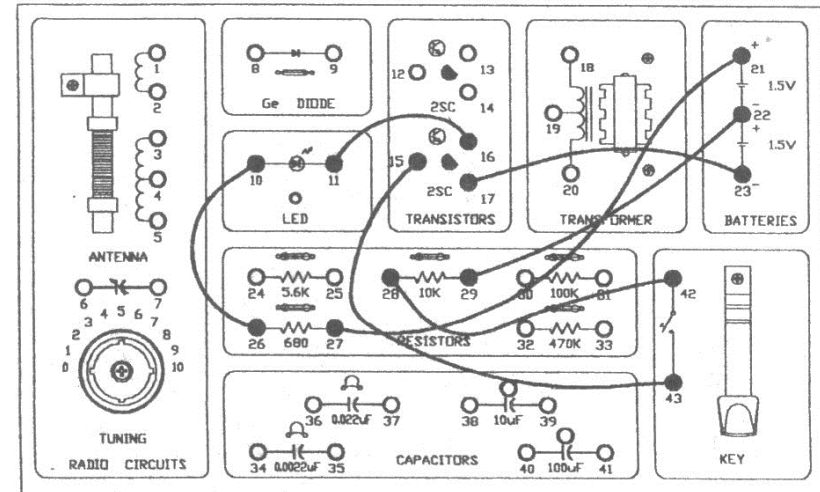 1
2
3
4
5
ANTENNA
6 7
0 1 2 3 4 5 6 7 8 9 10
TUNING
RADIO CIRCUITS
8 9
Ge DIODE
10 11
LED
12 13
2SC 14
15 16
2SC 17
TRANSISTORS
18
19
20
TRANSFORMER
+
21
1.5V
- 22
+
1.5V
23 -
BATTERIES
24 5.6K 25
28 10K 29
80 100K 81
26 680 27
32 470K 33
RESISTORS
36 0.022uF 37
38 10uF 39
34 0.0022uF 35
40 100uF 41
CAPACITORS
42
43
KEY